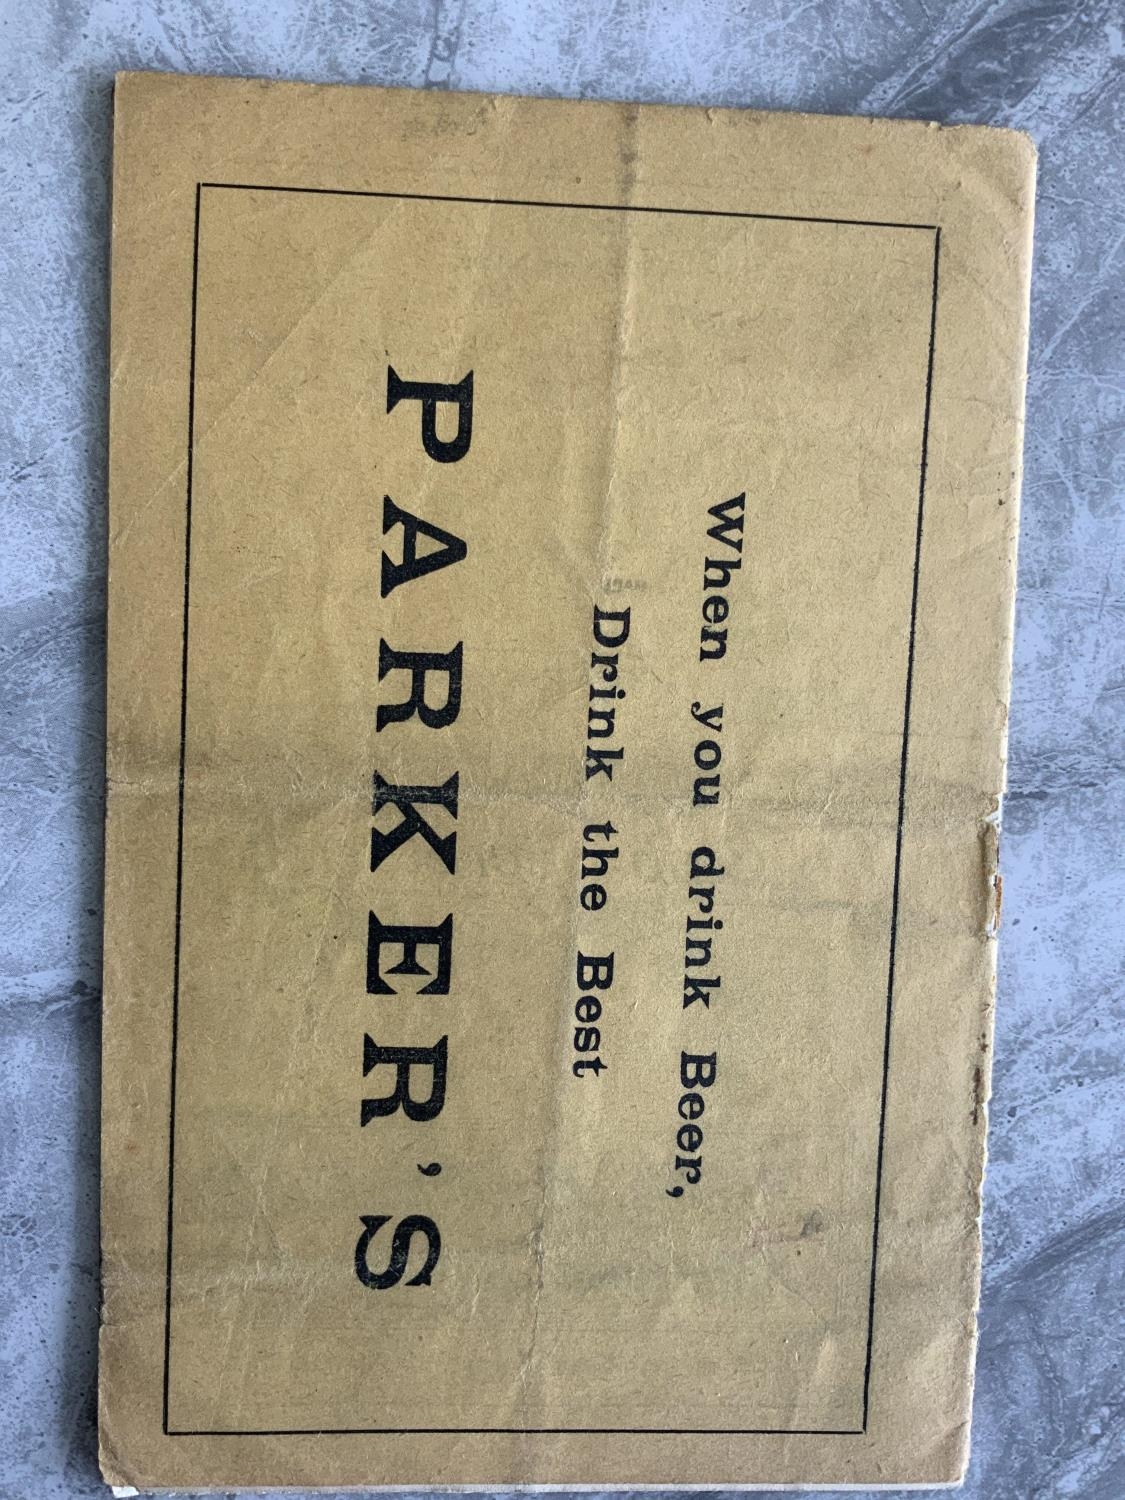 When you drink Beer,
Drink the Best
PARKER'S